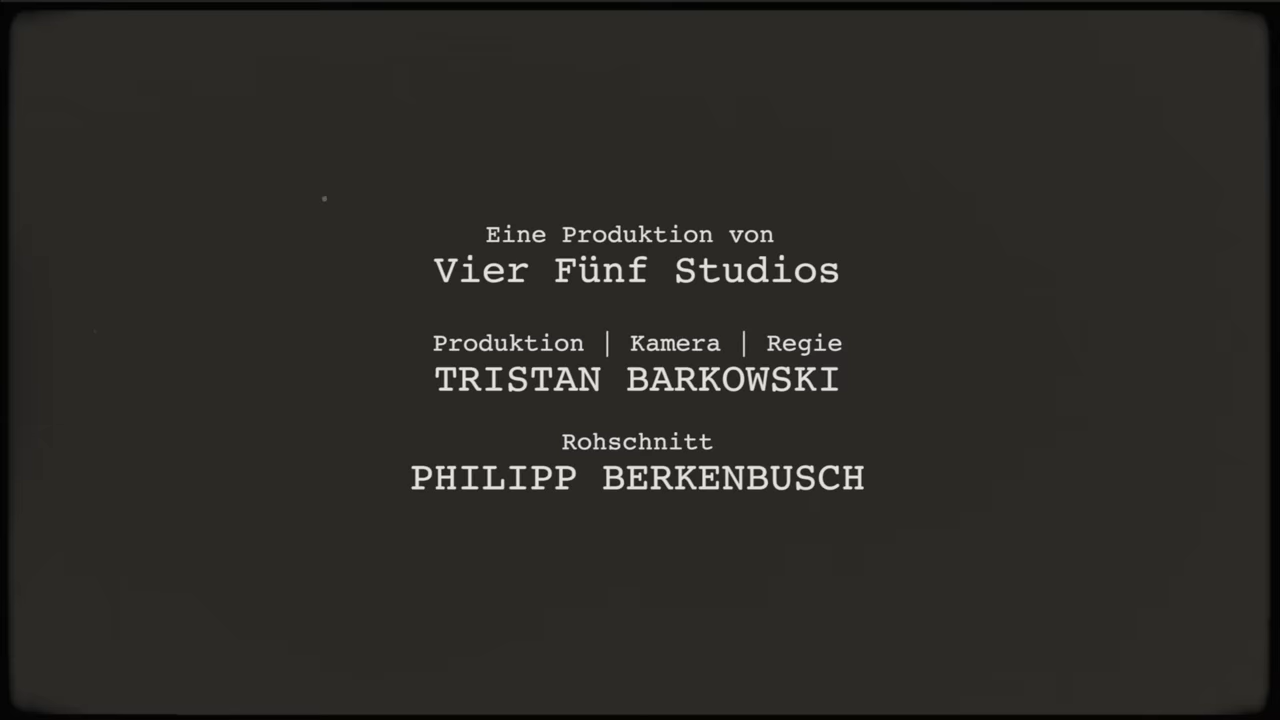 Eine Produktion von
Vier Fünf Studios
Produktion | Kamera | Regie
TRISTAN BARKOWSKI
Rohschnitt
PHILIPP BERKENBUSCH